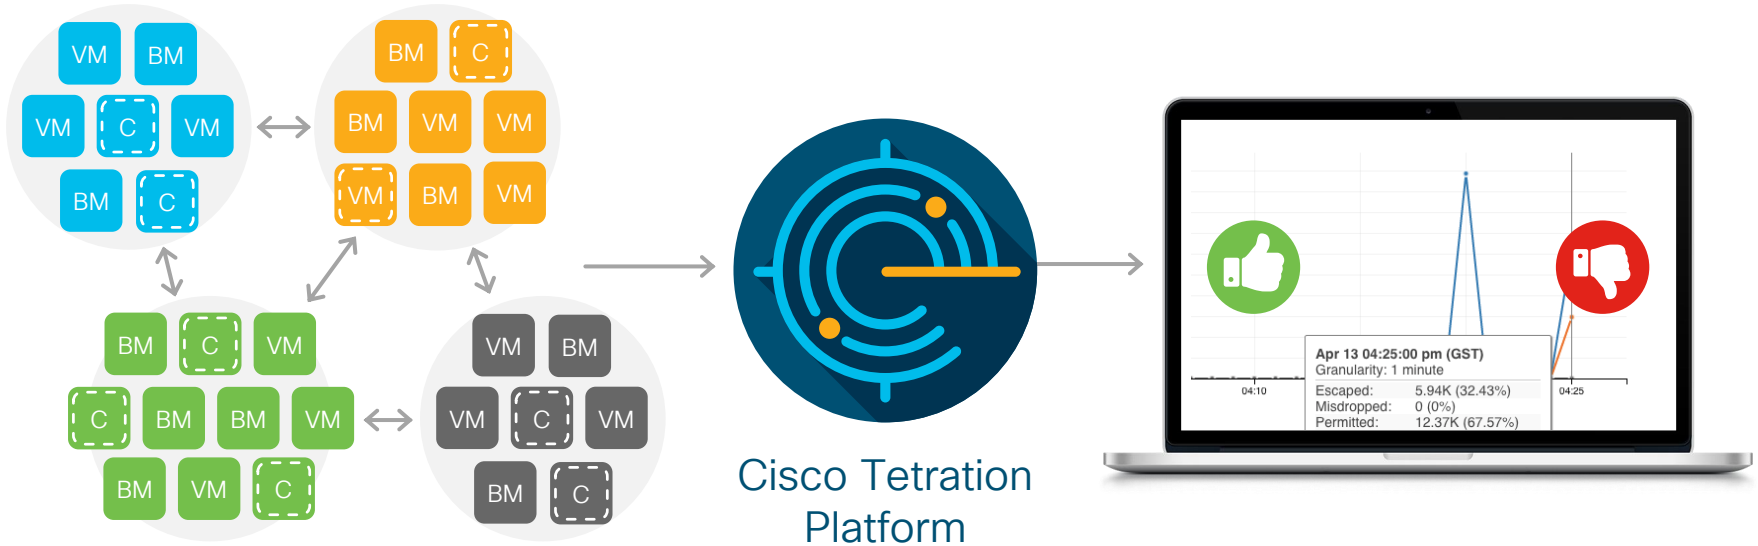 VM BM
VM C VM
BM C
BM C
BM VM VM
VM BM VM
BM C VM
C BM BM VM
BM VM C
VM BM
VM C VM
BM C
Cisco Tetration
Platform
Apr 13 04:25:00 pm (GST)
Granularity: 1 minute
Escaped: 5.94K (32.43%)
Misdropped: 0 (0%)
Permitted: 12.37K (67.57%)
04:10
04:25